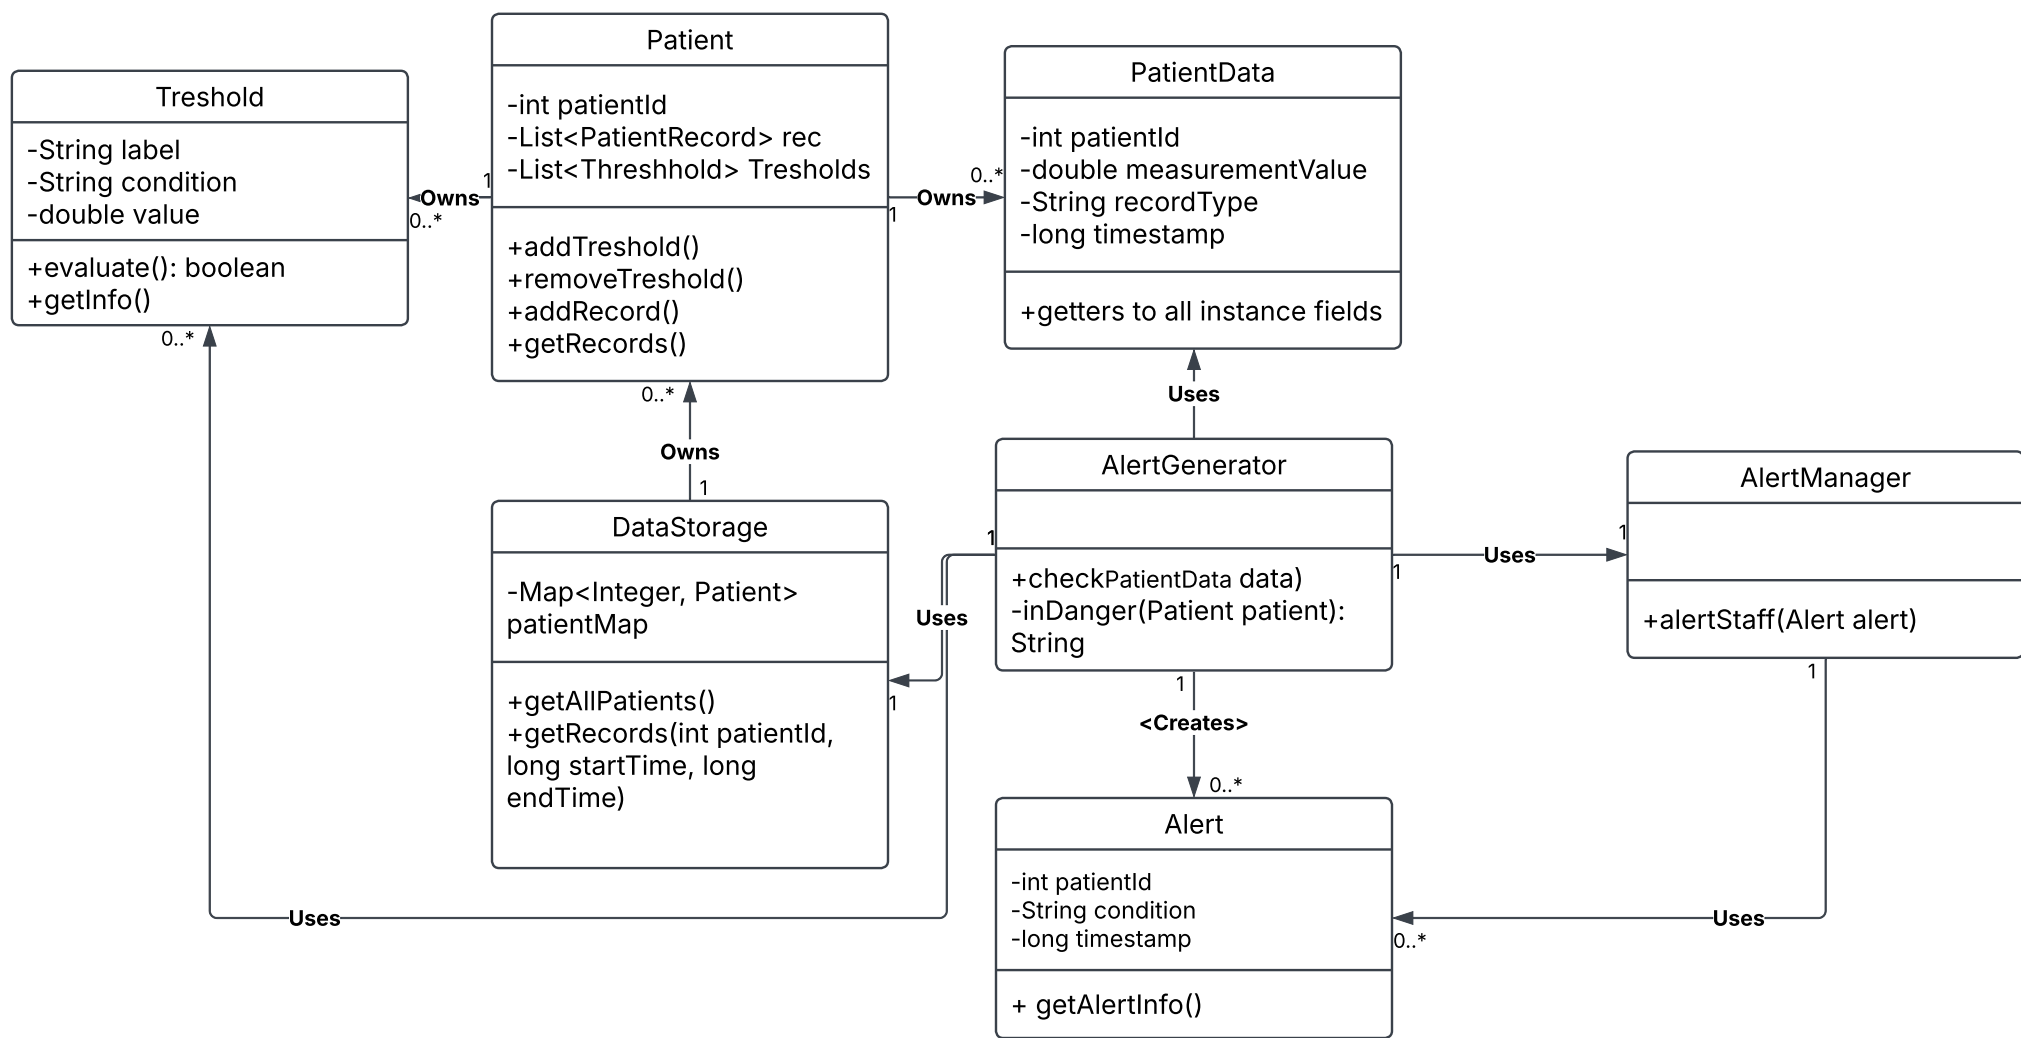 Treshold
-String label
-String condition
-double value
+evaluate(): boolean
+getInfo()
0..*
Owns
1
0..*
Patient
-int patientId
-List<PatientRecord> rec
-List<Threshhold> Tresholds
+addTreshold()
+removeTreshold()
+addRecord()
+getRecords()
0..*
Owns
1
0..*
1
PatientData
-int patientId
-double measurementValue
-String recordType
-long timestamp
+getters to all instance fields
Uses
Owns
1
DataStorage
-Map<Integer, Patient>
patientMap
+getAllPatients()
+getRecords(int patientId,
long startTime, long
endTime)
1
Uses
1
Uses
AlertGenerator
+checkPatientData data)
-inDanger(Patient patient):
String
1
Uses
1
AlertManager
+alertStaff(Alert alert)
1
1
<Creates>
0..*
Alert
-int patientId
-String condition
-long timestamp
+ getAlertInfo()
Uses
0..*